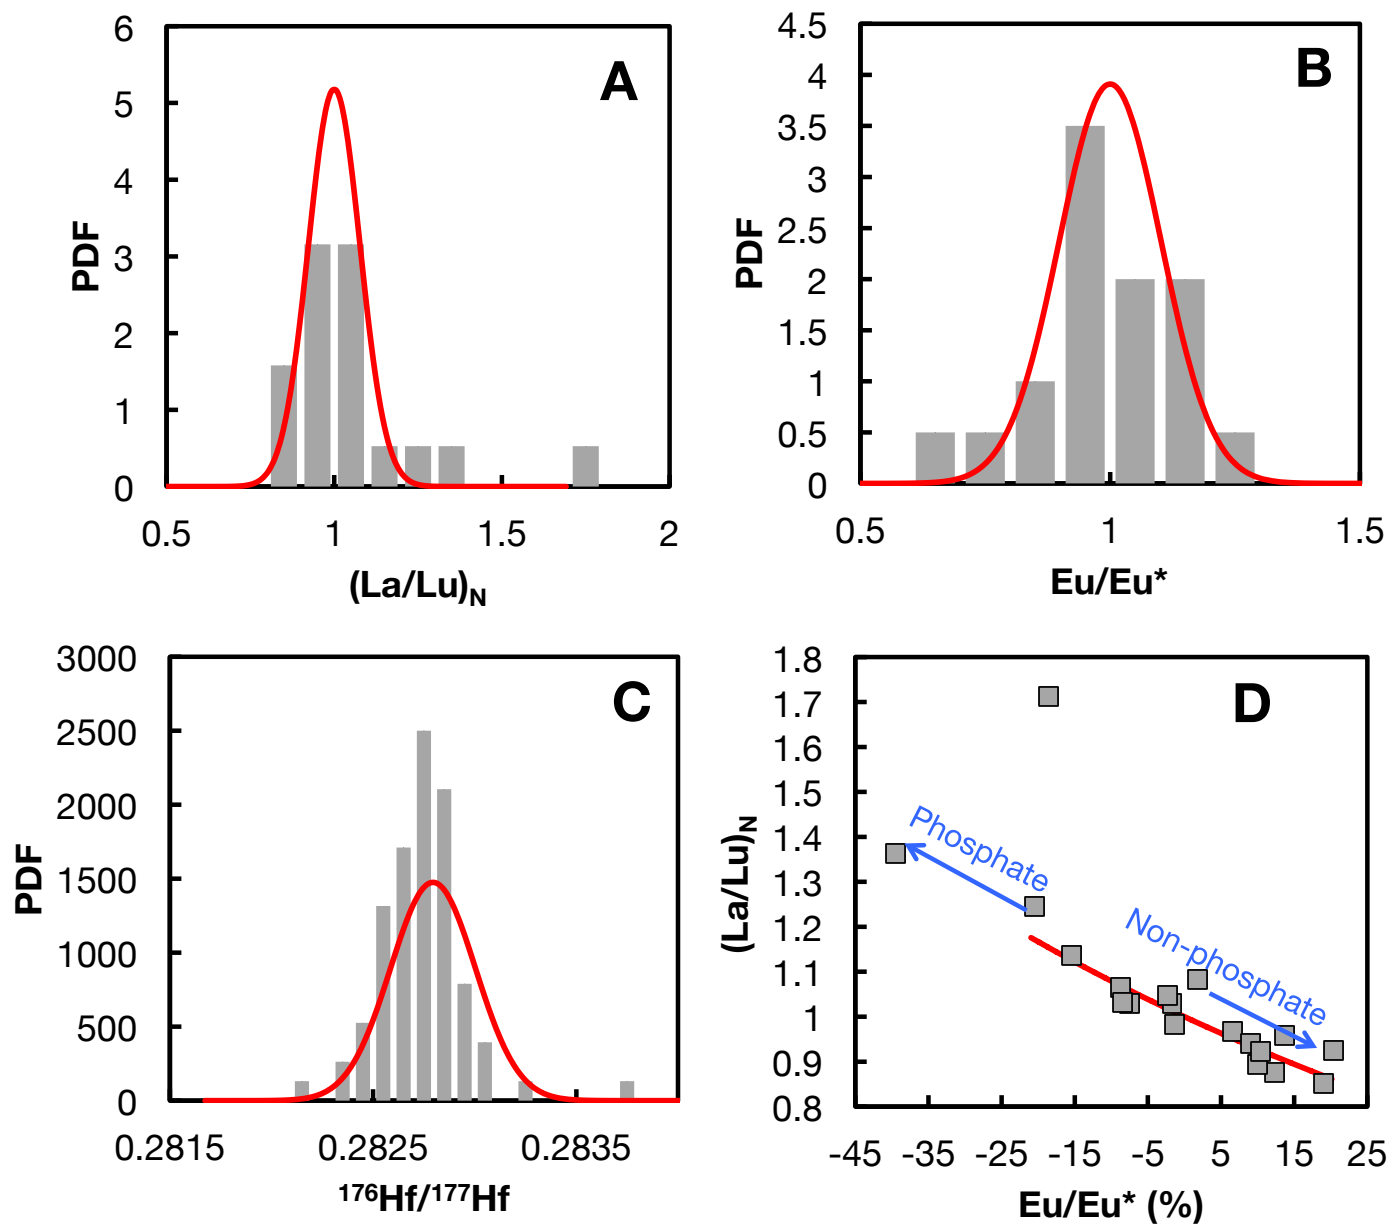 A
6
5
4
3
2
1
0
PDF
0.5 1 1.5 2
(La/Lu)N
B
4.5
4
3.5
3
2.5
2
1.5
1
0.5
0
PDF
0.5 1 1.5
Eu/Eu*
C
3000
2500
2000
1500
1000
500
0
PDF
0.2815 0.2825 0.2835
¹⁷⁶Hf/¹⁷⁷Hf
D
1.8
1.7
1.6
1.5
1.4
1.3
1.2
1.1
1
0.9
0.8
(La/Lu)N
Phosphate
Non-phosphate
-45 -35 -25 -15 -5 5 15 25
Eu/Eu* (%)